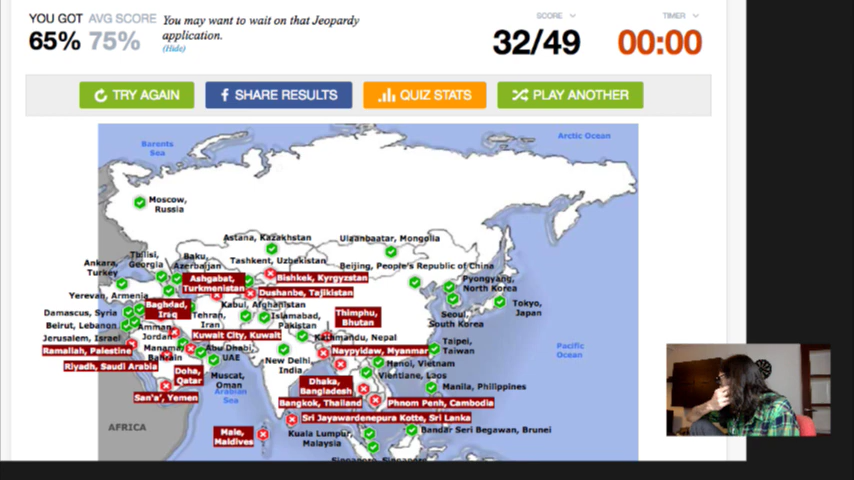 YOU GOT
65%
AVG SCORE
75%
You may want to wait on that Jeopardy
application.
(Hide)
SCORE
32/49
TIMER
00:00
TRY AGAIN
SHARE RESULTS
QUIZ STATS
PLAY ANOTHER
Barents
Sea
Arctic Ocean
Moscow,
Russia
Astana, Kazakhstan
Ulaanbaatar, Mongolia
Tbilisi,
Georgia
Baku,
Azerbaijan
Tashkent, Uzbekistan
Beijing, People's Republic of China
Ankara,
Turkey
Ashgabat,
Turkmenistan
Bishkek, Kyrgyzstan
Pyongyang,
North Korea
Yerevan, Armenia
Dushanbe, Tajikistan
Baghdad,
Iraq
Kabul, Afghanistan
Tokyo,
Japan
Damascus, Syria
Tehran,
Iran
Islamabad,
Pakistan
Thimphu,
Bhutan
Seoul,
South Korea
Beirut, Lebanon
Amman,
Jordan
Kuwait City, Kuwait
Kathmandu, Nepal
Jerusalem, Israel
Taipei,
Taiwan
Ramallah, Palestine
Manama,
Bahrain
Abu Dhabi,
UAE
Naypyidaw, Myanmar
New Delhi,
India
Hanoi, Vietnam
Riyadh, Saudi Arabia
Doha,
Qatar
Muscat,
Oman
Vientiane, Laos
Dhaka,
Bangladesh
Manila, Philippines
San'a', Yemen
Arabian
Sea
Bangkok, Thailand
Phnom Penh, Cambodia
Pacific
Ocean
Sri Jayawardenepura Kotte, Sri Lanka
AFRICA
Male,
Maldives
Kuala Lumpur,
Malaysia
Bandar Seri Begawan, Brunei
Singapore, Singapore